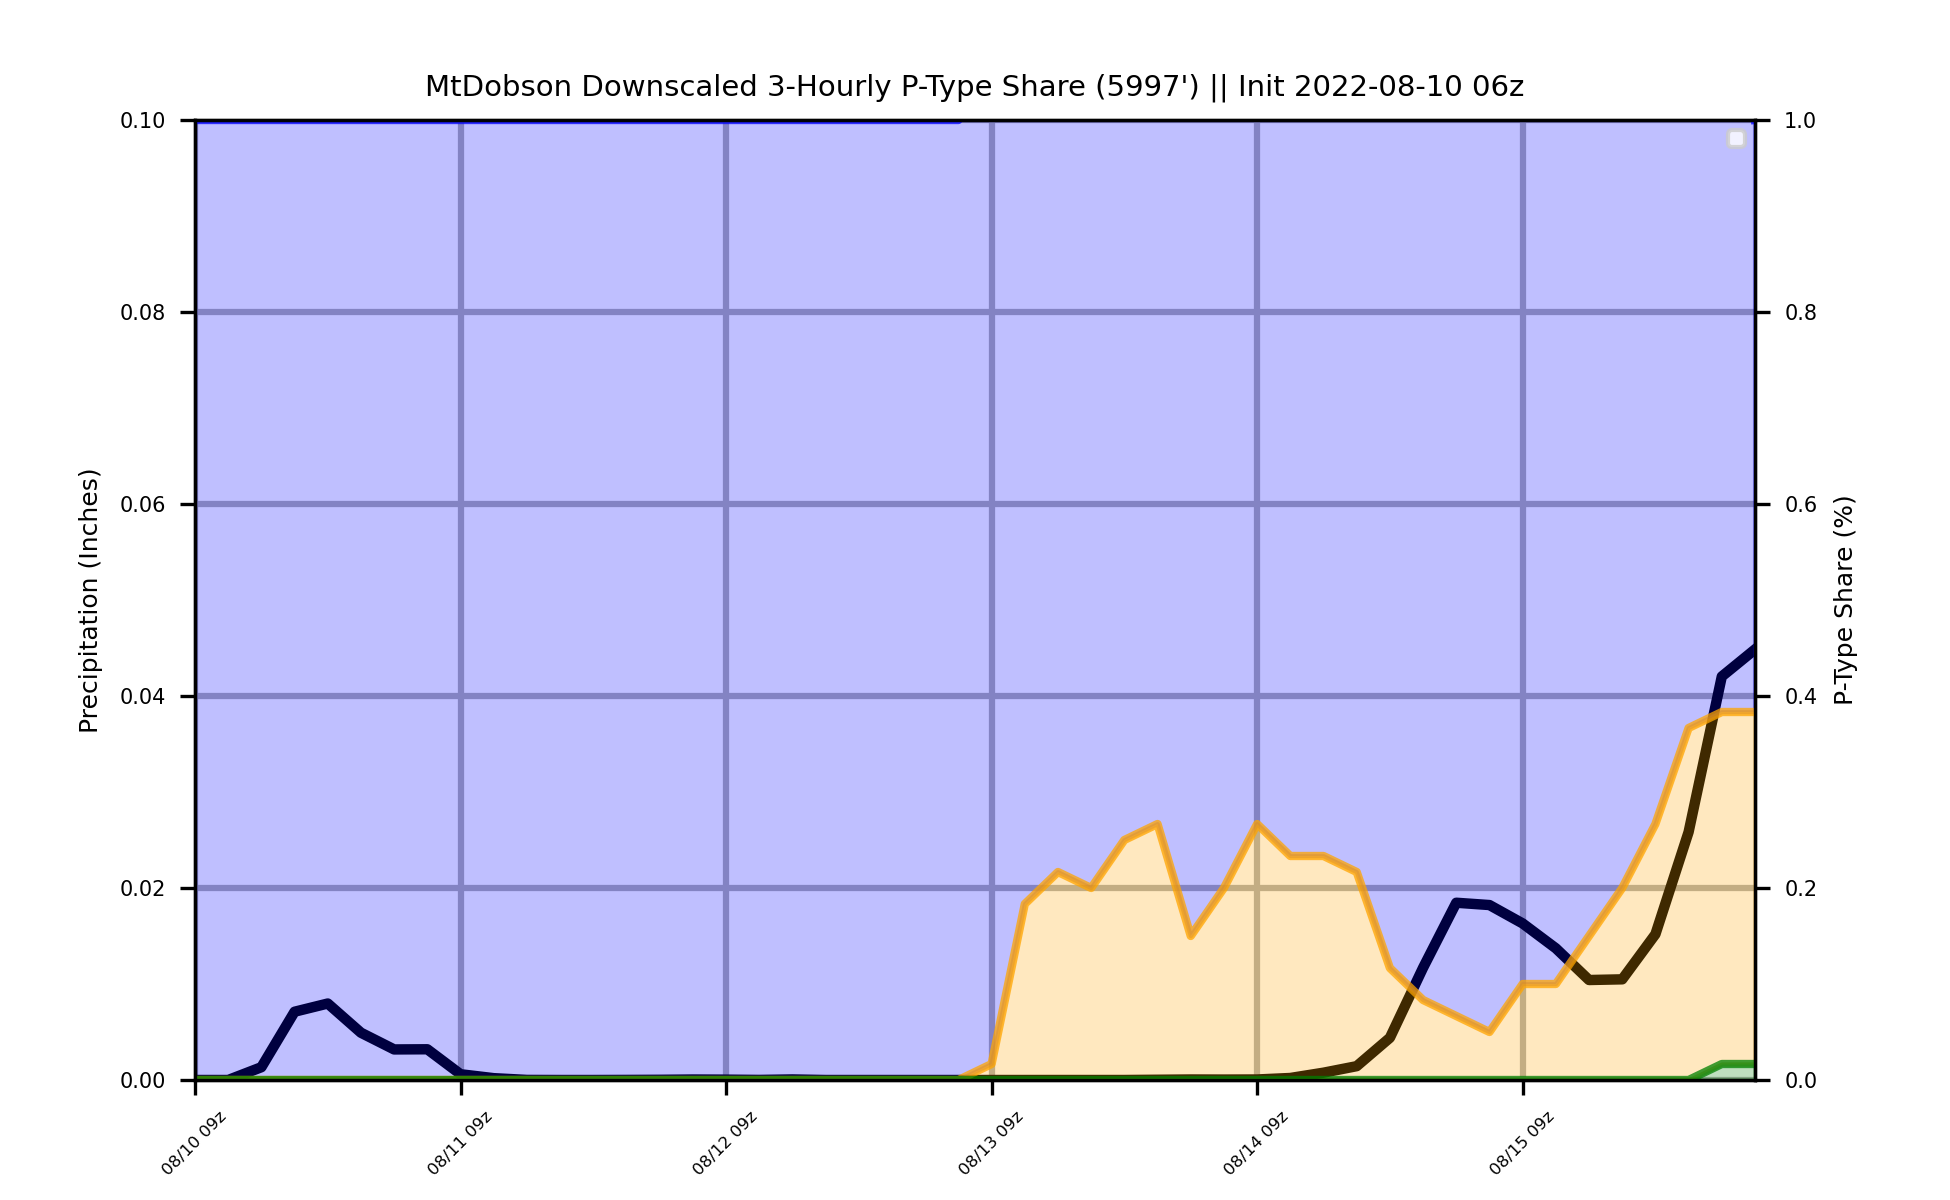 MtDobson Downscaled 3-Hourly P-Type Share (5997') || Init 2022-08-10 06z
Precipitation (Inches)
0.10
0.08
0.06
0.04
0.02
0.00
1.0
0.8
0.6
0.4
0.2
0.0
P-Type Share (%)
08/10 09z
08/11 09z
08/12 09z
08/13 09z
08/14 09z
08/15 09z